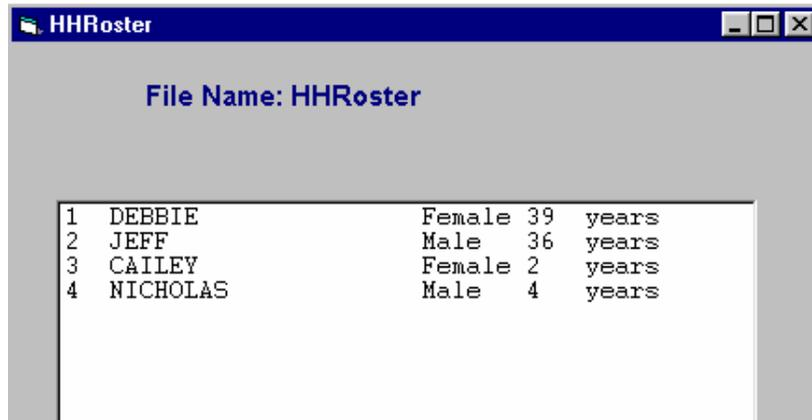 HHRoster
File Name: HHRoster
1 DEBBIE Female 39 years
2 JEFF Male 36 years
3 CAILEY Female 2 years
4 NICHOLAS Male 4 years